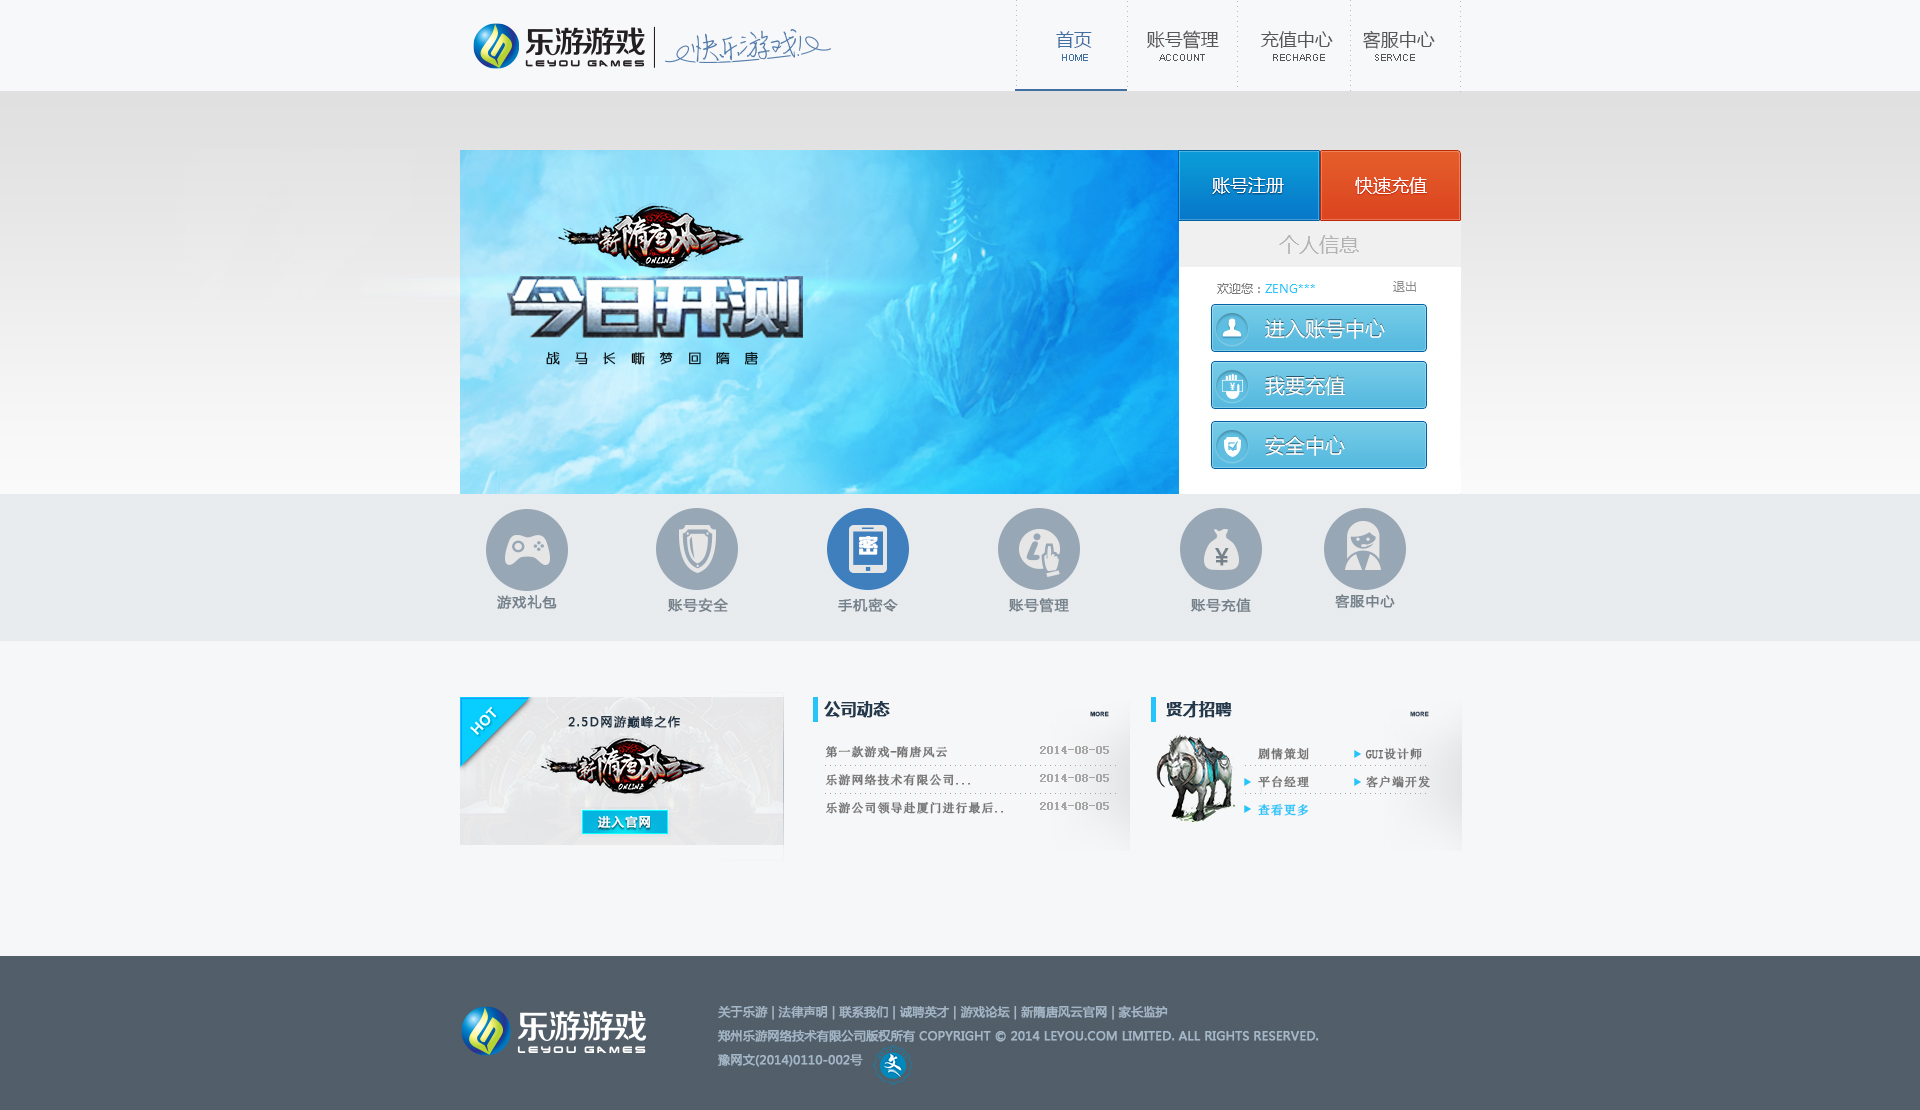 乐游游戏
LEYOU GAMES
快乐游戏
首页
HOME
账号管理
ACCOUNT
充值中心
RECHARGE
客服中心
SERVICE
新隋唐风云
ONLINE
今日开测
战马长嘶梦回隋唐
账号注册
快速充值
个人信息
欢迎您：ZENG***
退出
进入账号中心
我要充值
安全中心
密
游戏礼包
账号安全
手机密令
账号管理
账号充值
客服中心
HOT
2.5D网游巅峰之作
新隋唐风云
ONLINE
进入官网
公司动态
MORE
第一款游戏-隋唐风云 2014-08-05
乐游网络技术有限公司... 2014-08-05
乐游公司领导赴厦门进行最后.. 2014-08-05
贤才招聘
MORE
剧情策划 GUI设计师
平台经理 客户端开发
查看更多
乐游游戏
LEYOU GAMES
关于乐游 | 法律声明 | 联系我们 | 诚聘英才 | 游戏论坛 | 新隋唐风云官网 | 家长监护
郑州乐游网络技术有限公司版权所有 COPYRIGHT © 2014 LEYOU.COM LIMITED. ALL RIGHTS RESERVED.
豫网文(2014)0110-002号
文